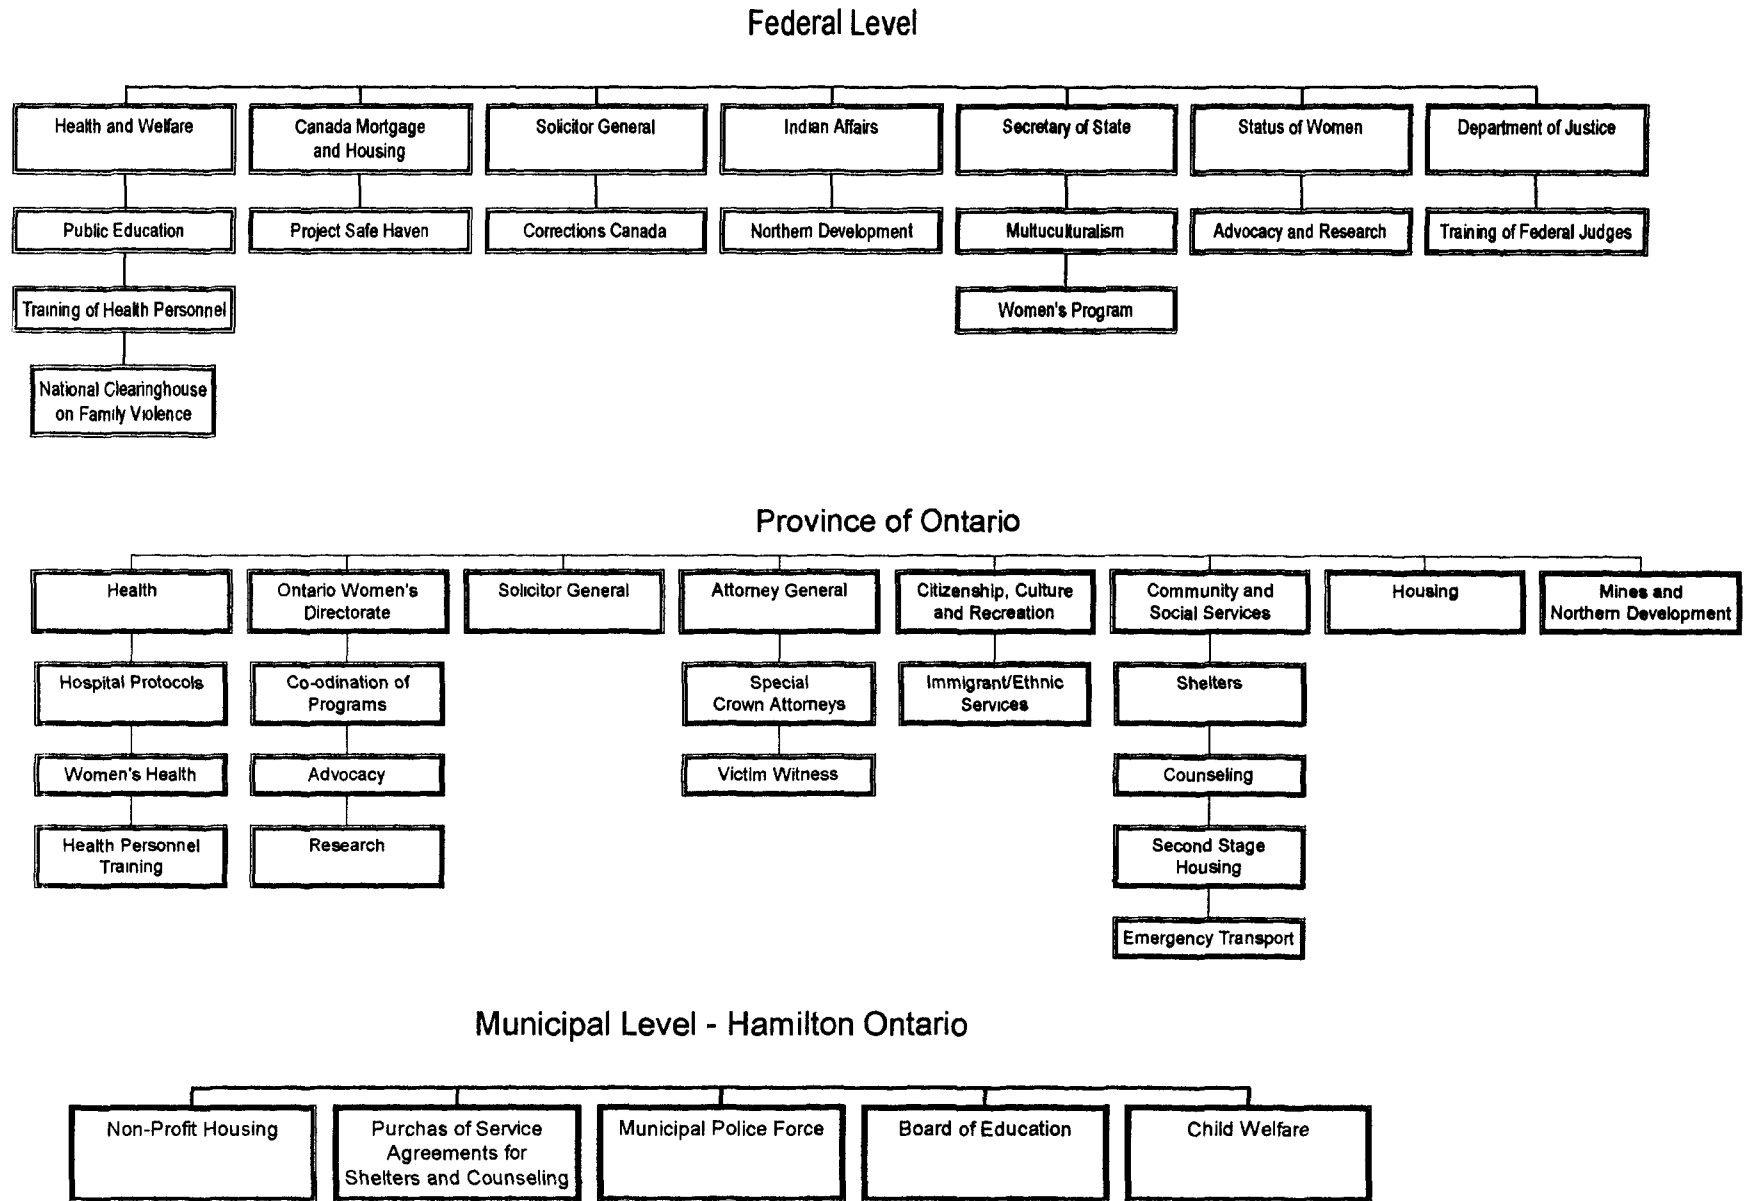 Federal Level
Health and Welfare
Canada Mortgage
and Housing
Solicitor General
Indian Affairs
Secretary of State
Status of Women
Department of Justice
Public Education
Project Safe Haven
Corrections Canada
Northern Development
Multuculturalism
Advocacy and Research
Training of Federal Judges
Training of Health Personnel
Women's Program
National Clearinghouse
on Family Violence
Province of Ontario
Health
Ontario Women's
Directorate
Solicitor General
Attorney General
Citizenship, Culture
and Recreation
Community and
Social Services
Housing
Mines and
Northern Development
Hospital Protocols
Co-odination of
Programs
Special
Crown Attorneys
Immigrant/Ethnic
Services
Shelters
Women's Health
Advocacy
Victim Witness
Counseling
Health Personnel
Training
Research
Second Stage
Housing
Emergency Transport
Municipal Level - Hamilton Ontario
Non-Profit Housing
Purchas of Service
Agreements for
Shelters and Counseling
Municipal Police Force
Board of Education
Child Welfare